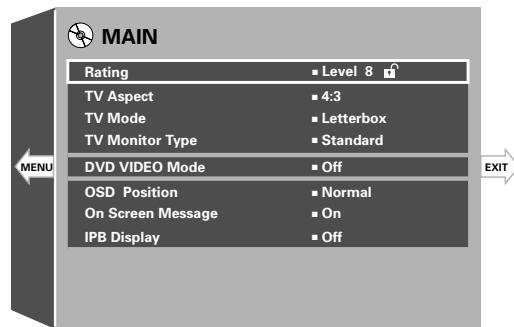 MAIN
Rating ▪ Level 8
TV Aspect ▪ 4:3
TV Mode ▪ Letterbox
TV Monitor Type ▪ Standard
MENU
DVD VIDEO Mode ▪ Off
EXIT
OSD Position ▪ Normal
On Screen Message ▪ On
IPB Display ▪ Off